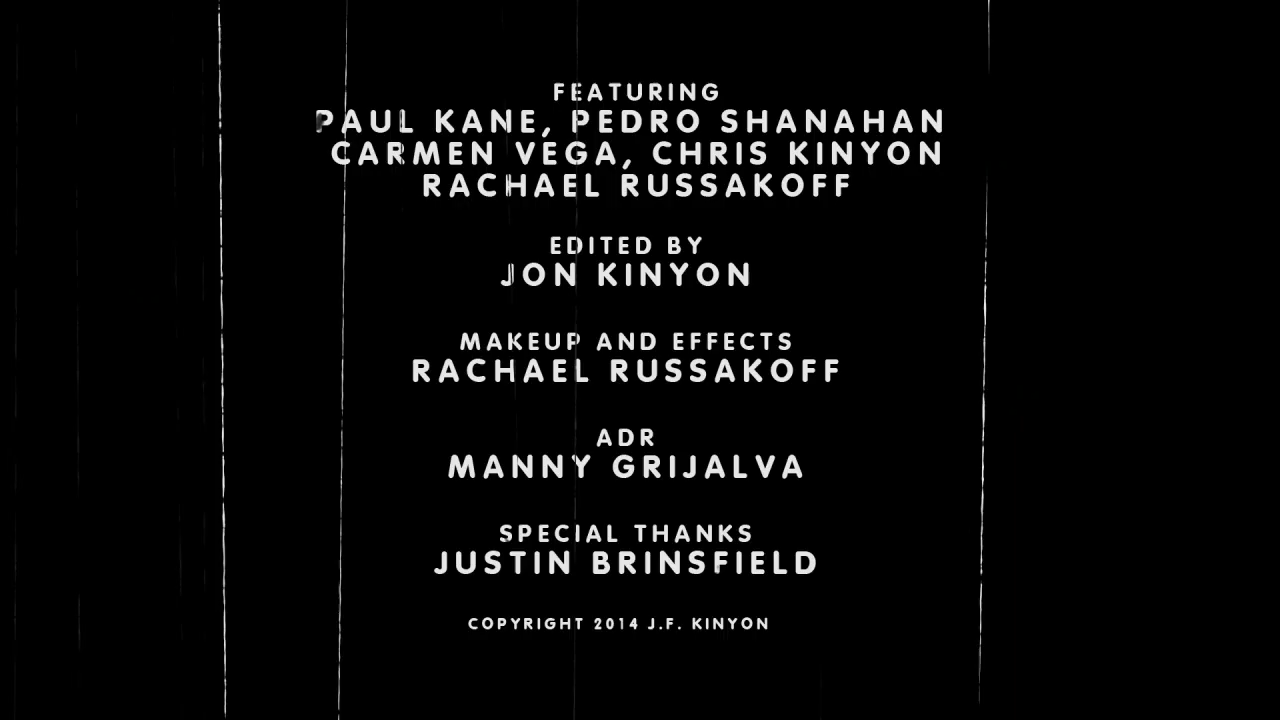 FEATURING
PAUL KANE, PEDRO SHANAHAN
CARMEN VEGA, CHRIS KINYON
RACHAEL RUSSAKOFF
EDITED BY
JON KINYON
MAKEUP AND EFFECTS
RACHAEL RUSSAKOFF
ADR
MANNY GRIJALVA
SPECIAL THANKS
JUSTIN BRINSFIELD
COPYRIGHT 2014 J.F. KINYON